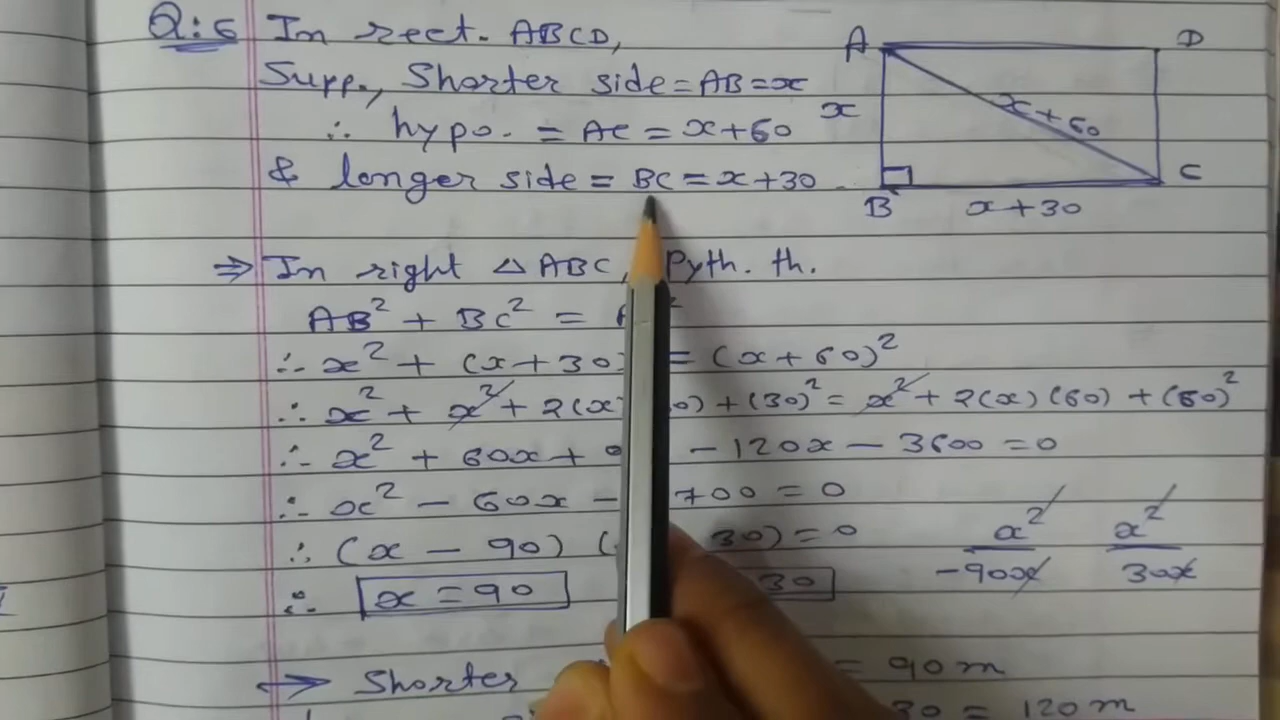 Q:6 In rect. ABCD,
Supp., Shorter side = AB = x
∴ hypo. = AC = x+60
& longer side = BC = x+30
A
D
x
x+60
B
C
x+30
⇒ In right △ ABC, Pyth. th.
AB² + BC² =
∴ x² + (x+30 = (x+60)²
∴ x² + x² + 2(x 0) + (30)² = x² + 2(x)(60) + (60)²
∴ x² + 60x + - 120x - 3600 = 0
∴ x² - 60x - 700 = 0
∴ (x - 90) ( 30) = 0
x² x²
-90x 30x
∴ x = 90 30
→ Shorter = 90 m
30 = 120 m